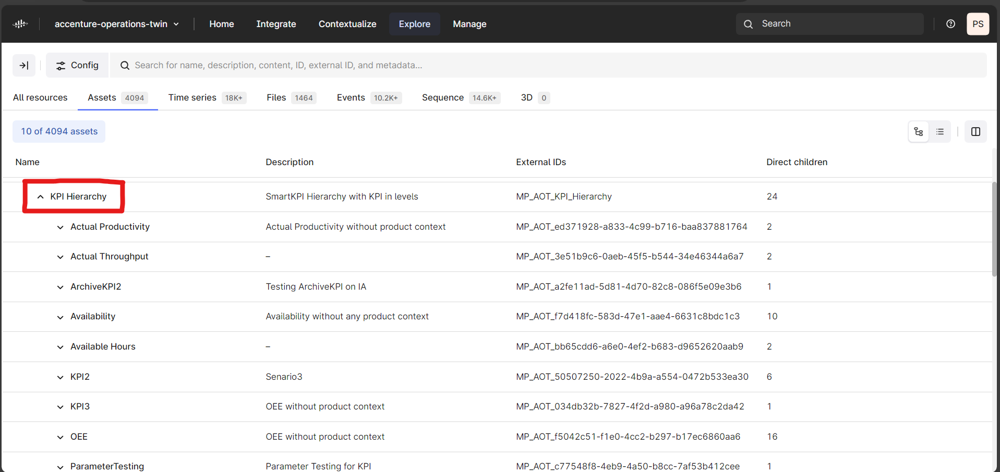 accenture-operations-twin Home Integrate Contextualize Explore Manage Search PS
Config Search for name, description, content, ID, external ID, and metadata...
All resources Assets 4094 Time series 18K+ Files 1464 Events 10.2K+ Sequence 14.6K+ 3D 0
10 of 4094 assets
Name Description External IDs Direct children
KPI Hierarchy SmartKPI Hierarchy with KPI in levels MP_AOT_KPI_Hierarchy 24
Actual Productivity Actual Productivity without product context MP_AOT_ed371928-a833-4c99-b716-baa837881764 2
Actual Throughput – MP_AOT_3e51b9c6-0aeb-45f5-b544-34e46344a6a7 2
ArchiveKPI2 Testing ArchiveKPI on IA MP_AOT_a2fe11ad-5d81-4d70-82c8-086f5e09e3b6 1
Availability Availability without any product context MP_AOT_f7d418fc-583d-47e1-aae4-6631c8bdc1c3 10
Available Hours – MP_AOT_bb65cdd6-a6e0-4ef2-b683-d9652620aab9 2
KPI2 Senario3 MP_AOT_50507250-2022-4b9a-a554-0472b533ea30 6
KPI3 OEE without product context MP_AOT_034db32b-7827-4f2d-a980-a96a78c2da42 1
OEE OEE without product context MP_AOT_f5042c51-f1e0-4cc2-b297-b17ec6860aa6 16
ParameterTesting Parameter Testing for KPI MP_AOT_c77548f8-4eb9-4a50-b8cc-7af53b412cee 1